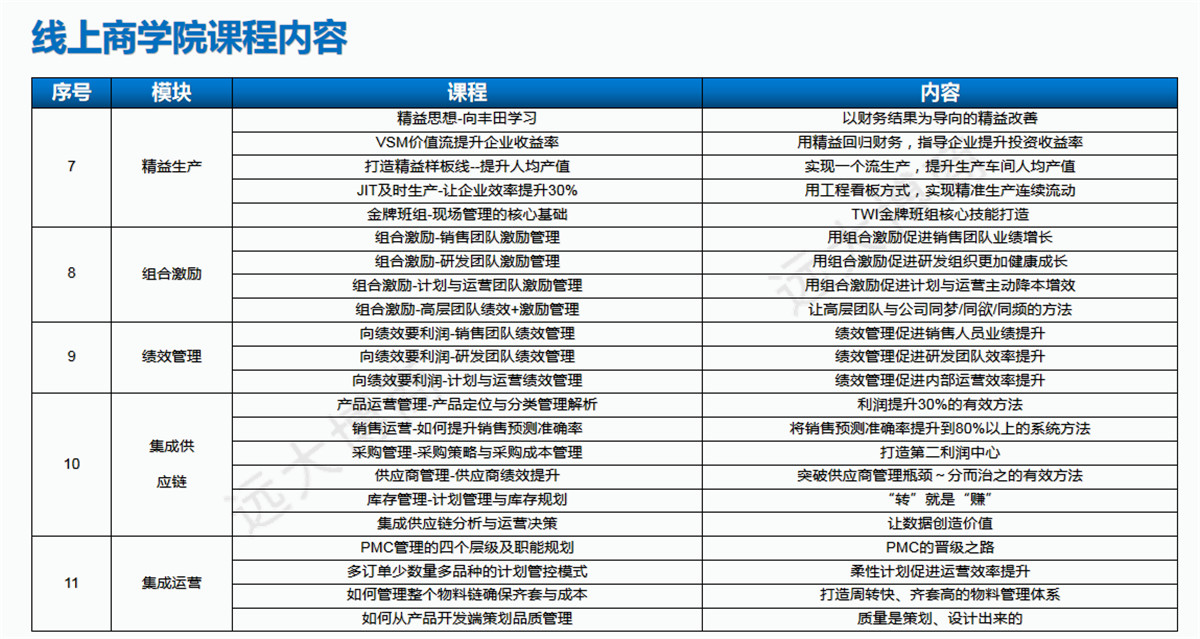 线上商学院课程内容
序号 模块 课程 内容
7 精益生产 精益思想-向丰田学习 以财务结果为导向的精益改善
VSM价值流提升企业收益率 用精益回归财务，指导企业提升投资收益率
打造精益样板线--提升人均产值 实现一个流生产，提升生产车间人均产值
JIT及时生产-让企业效率提升30% 用工程看板方式，实现精准生产连续流动
金牌班组-现场管理的核心基础 TWI金牌班组核心技能打造
8 组合激励 组合激励-销售团队激励管理 用组合激励促进销售团队业绩增长
组合激励-研发团队激励管理 用组合激励促进研发组织更加健康成长
组合激励-计划与运营团队激励管理 用组合激励促进计划与运营主动降本增效
组合激励-高层团队绩效+激励管理 让高层团队与公司同梦/同欲/同频的方法
9 绩效管理 向绩效要利润-销售团队绩效管理 绩效管理促进销售人员业绩提升
向绩效要利润-研发团队绩效管理 绩效管理促进研发团队效率提升
向绩效要利润-计划与运营绩效管理 绩效管理促进内部运营效率提升
10 集成供应链 产品运营管理-产品定位与分类管理解析 利润提升30%的有效方法
销售运营-如何提升销售预测准确率 将销售预测准确率提升到80%以上的系统方法
采购管理-采购策略与采购成本管理 打造第二利润中心
供应商管理-供应商绩效提升 突破供应商管理瓶颈～分而治之的有效方法
库存管理-计划管理与库存规划 “转”就是“赚”
集成供应链分析与运营决策 让数据创造价值
11 集成运营 PMC管理的四个层级及职能规划 PMC的晋级之路
多订单少数量多品种的计划管控模式 柔性计划促进运营效率提升
如何管理整个物料链确保齐套与成本 打造周转快、齐套高的物料管理体系
如何从产品开发端策划品质管理 质量是策划、设计出来的